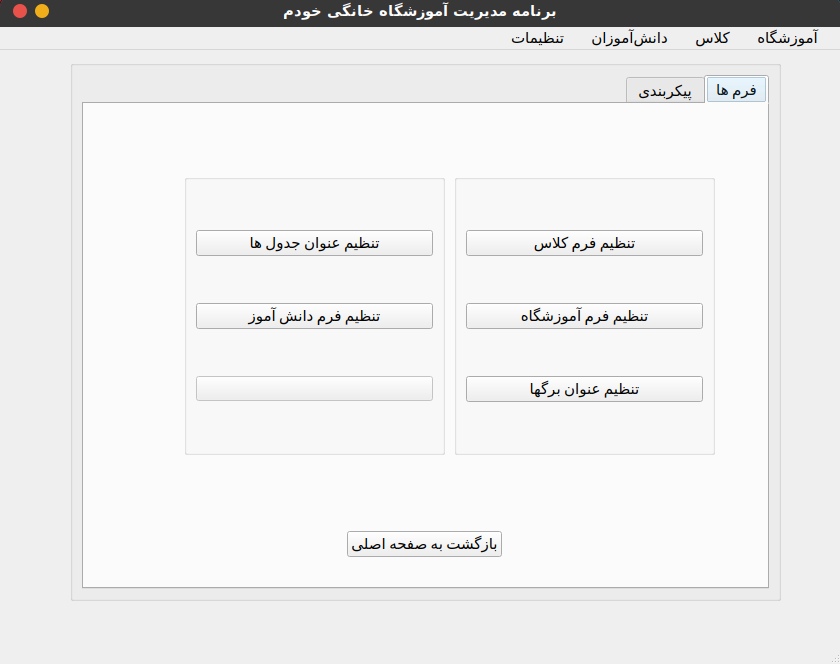 برنامه مدیریت آموزشگاه خانگی خودم
آموزشگاه کلاس دانش‌آموزان تنظیمات
فرم ها پیکربندی
تنظیم فرم کلاس تنظیم عنوان جدول ها
تنظیم فرم آموزشگاه تنظیم فرم دانش آموز
تنظیم عنوان برگها
بازگشت به صفحه اصلی